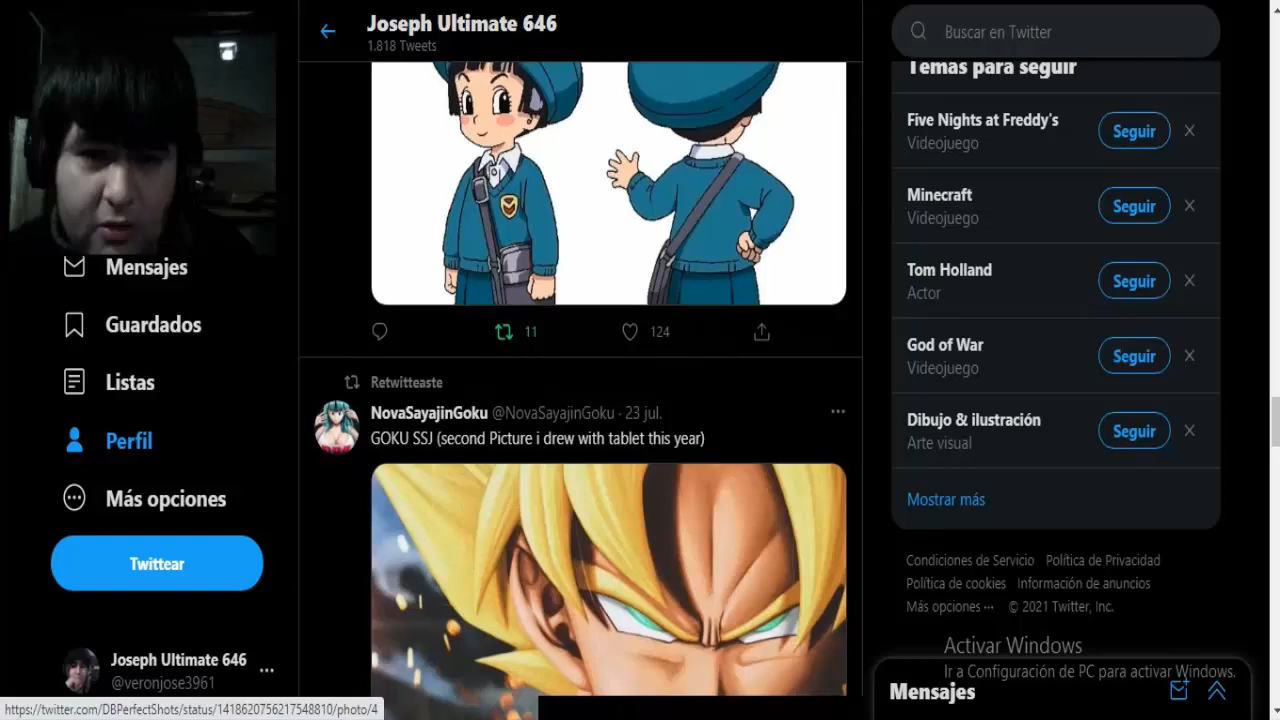 Joseph Ultimate 646
1.818 Tweets
Mensajes
Guardados
Listas
Perfil
Más opciones
Twittear
Joseph Ultimate 646
@veronjose3961
11
124
Retwitteaste
NovaSayajinGoku @NovaSayajinGoku · 23 jul.
GOKU SSJ (second Picture i drew with tablet this year)
Buscar en Twitter
Temas para seguir
Five Nights at Freddy's
Videojuego
Seguir
Minecraft
Videojuego
Seguir
Tom Holland
Actor
Seguir
God of War
Videojuego
Seguir
Dibujo & ilustración
Arte visual
Seguir
Mostrar más
Condiciones de Servicio Política de Privacidad
Política de cookies Información de anuncios
Más opciones ··· © 2021 Twitter, Inc.
Activar Windows
Ir a Configuración de PC para activar Windows.
Mensajes
https://twitter.com/DBPerfectShots/status/1418620756217548810/photo/4